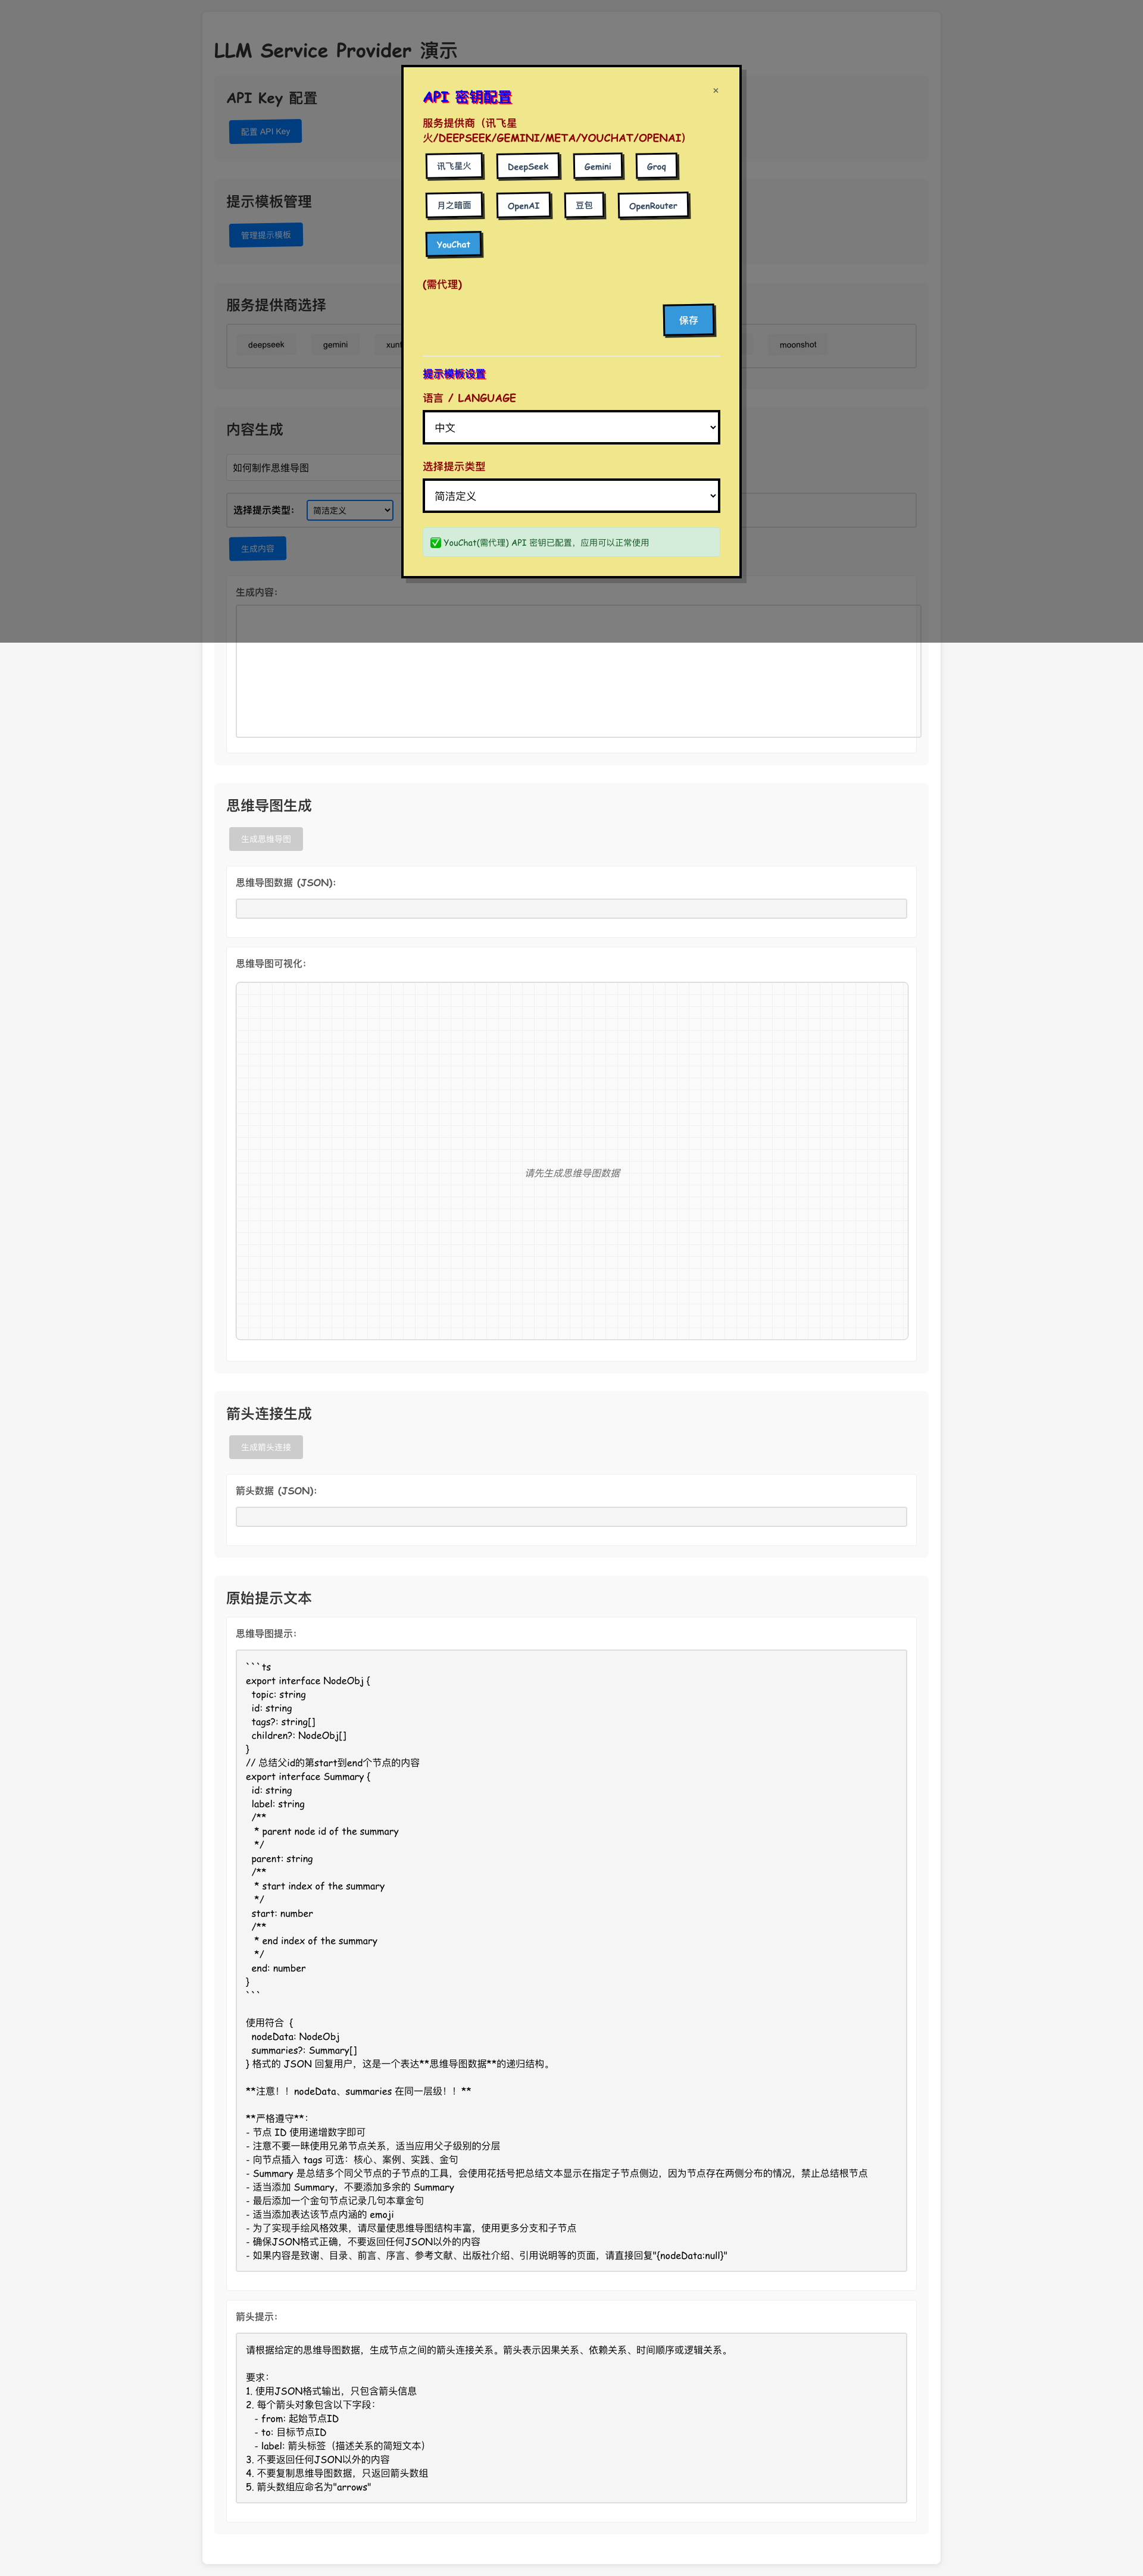 LLM Service Provider 演示
API Key 配置
配置 API Key
提示模板管理
管理提示模板
服务提供商选择
deepseek
gemini
moonshot
内容生成
如何制作思维导图
选择提示类型：
简洁定义
生成内容
生成内容：
API 密钥配置
×
服务提供商（讯飞星
火/DEEPSEEK/GEMINI/META/YOUCHAT/OPENAI）
讯飞星火
DeepSeek
Gemini
Groq
月之暗面
OpenAI
豆包
OpenRouter
YouChat
(需代理)
保存
提示模板设置
语言 / LANGUAGE
中文
选择提示类型
简洁定义
✅ YouChat(需代理) API 密钥已配置，应用可以正常使用
思维导图生成
生成思维导图
思维导图数据 (JSON)：
思维导图可视化：
请先生成思维导图数据
箭头连接生成
生成箭头连接
箭头数据 (JSON)：
原始提示文本
思维导图提示：
```ts
export interface NodeObj {
  topic: string
  id: string
  tags?: string[]
  children?: NodeObj[]
}
// 总结父id的第start到end个节点的内容
export interface Summary {
  id: string
  label: string
  /**
   * parent node id of the summary
   */
  parent: string
  /**
   * start index of the summary
   */
  start: number
  /**
   * end index of the summary
   */
  end: number
}
```
使用符合 {
  nodeData: NodeObj
  summaries?: Summary[]
} 格式的 JSON 回复用户，这是一个表达**思维导图数据**的递归结构。
**注意！！nodeData、summaries 在同一层级！！**
**严格遵守**：
- 节点 ID 使用递增数字即可
- 注意不要一昧使用兄弟节点关系，适当应用父子级别的分层
- 向节点插入 tags 可选：核心、案例、实践、金句
- Summary 是总结多个同父节点的子节点的工具，会使用花括号把总结文本显示在指定子节点侧边，因为节点存在两侧分布的情况，禁止总结根节点
- 适当添加 Summary，不要添加多余的 Summary
- 最后添加一个金句节点记录几句本章金句
- 适当添加表达该节点内涵的 emoji
- 为了实现手绘风格效果，请尽量使思维导图结构丰富，使用更多分支和子节点
- 确保JSON格式正确，不要返回任何JSON以外的内容
- 如果内容是致谢、目录、前言、序言、参考文献、出版社介绍、引用说明等的页面，请直接回复"{nodeData:null}"
箭头提示：
请根据给定的思维导图数据，生成节点之间的箭头连接关系。箭头表示因果关系、依赖关系、时间顺序或逻辑关系。
要求：
1. 使用JSON格式输出，只包含箭头信息
2. 每个箭头对象包含以下字段：
   - from: 起始节点ID
   - to: 目标节点ID
   - label: 箭头标签（描述关系的简短文本）
3. 不要返回任何JSON以外的内容
4. 不要复制思维导图数据，只返回箭头数组
5. 箭头数组应命名为"arrows"